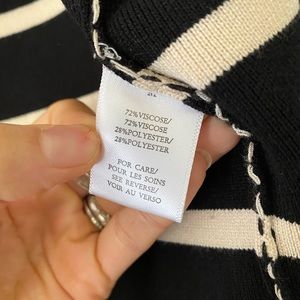 72%VISCOSE/
72%VISCOSE
28%POLYESTER/
28%POLYESTER
FOR CARE/
POUR LES SOINS
SEE REVERSE/
VOIR AU VERSO